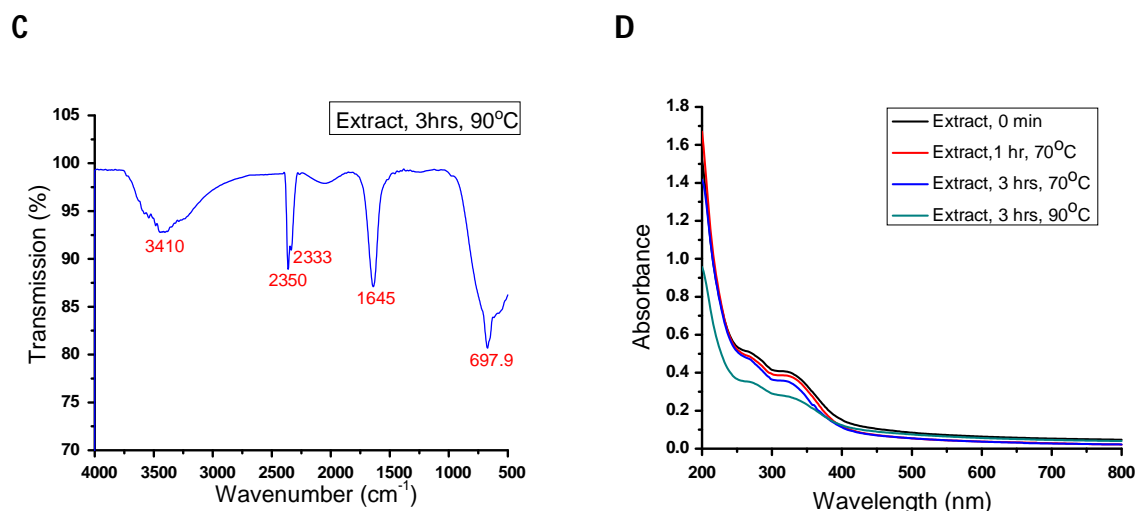 C
D
Extract, 3hrs, 90°C
105
100
95
90
85
80
75
70
Transmission (%)
3410
2333
2350
1645
697.9
4000 3500 3000 2500 2000 1500 1000 500
Wavenumber (cm⁻¹)
Extract, 0 min
Extract,1 hr, 70°C
Extract, 3 hrs, 70°C
Extract, 3 hrs, 90°C
1.8
1.6
1.4
1.2
1.0
0.8
0.6
0.4
0.2
0.0
Absorbance
200 300 400 500 600 700 800
Wavelength (nm)